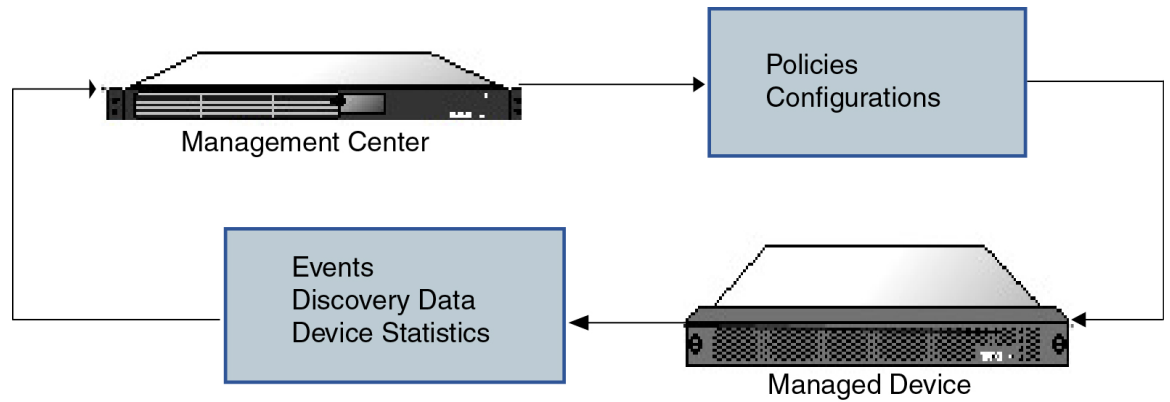 Policies
Configurations
Management Center
Events
Discovery Data
Device Statistics
Managed Device